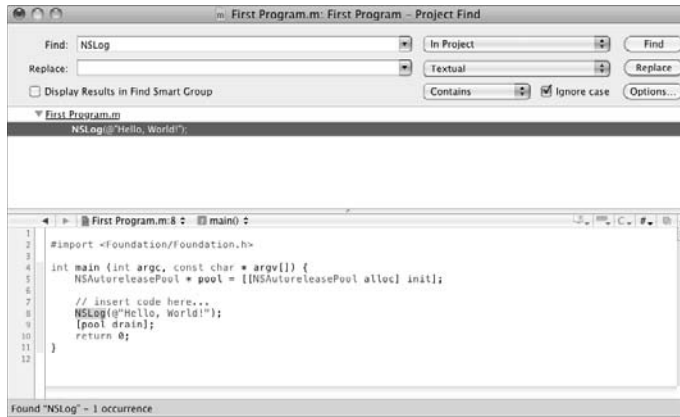 First Program.m: First Program – Project Find
Find: NSLog In Project Find
Replace: Textual Replace
Display Results in Find Smart Group Contains Ignore case Options...
First Program.m
NSLog(@"Hello, World!");
First Program.m:8 main() C, #,
1
2 #import <Foundation/Foundation.h>
3
4 int main (int argc, const char * argv[]) {
5 NSAutoreleasePool * pool = [[NSAutoreleasePool alloc] init];
6
7 // insert code here...
8 NSLog(@"Hello, World!");
9 [pool drain];
10 return 0;
11 }
12
Found "NSLog" – 1 occurrence